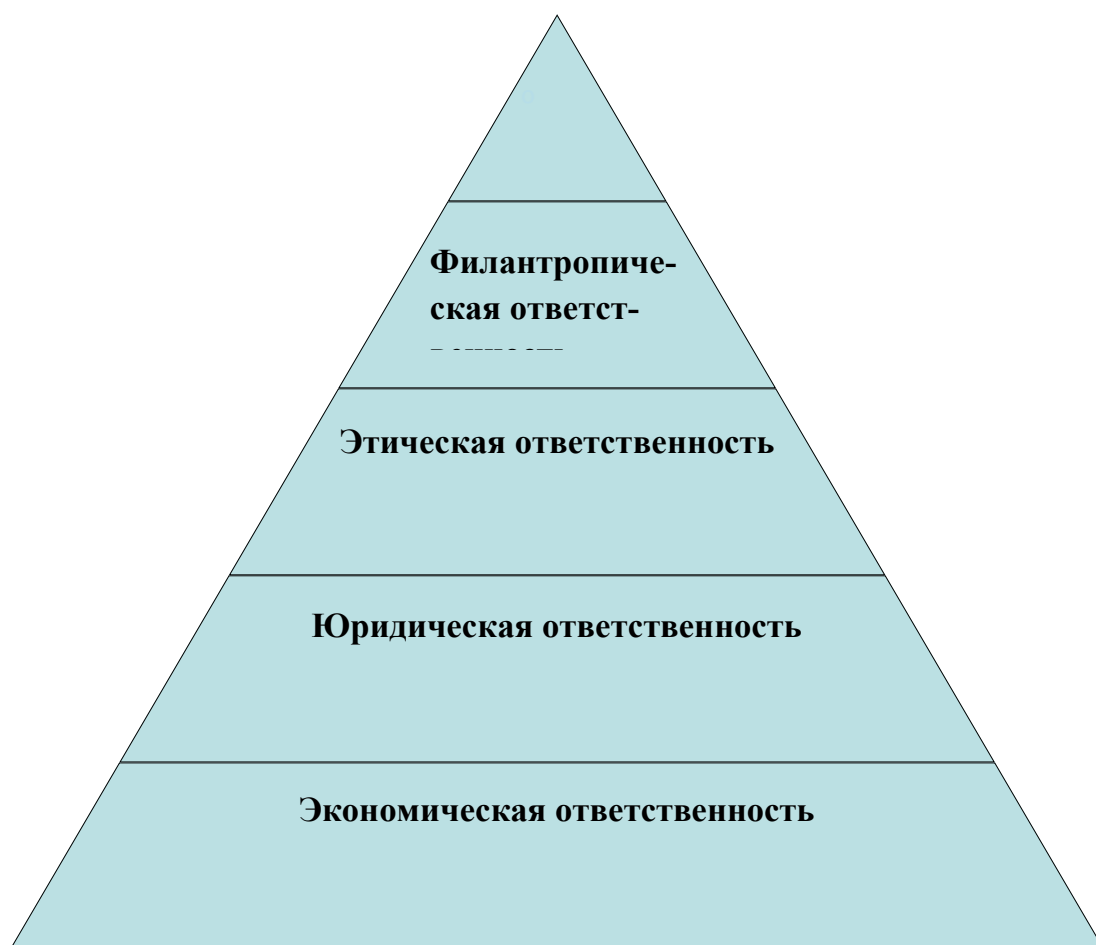 Филантропиче-
ская ответст-
Этическая ответственность
Юридическая ответственность
Экономическая ответственность